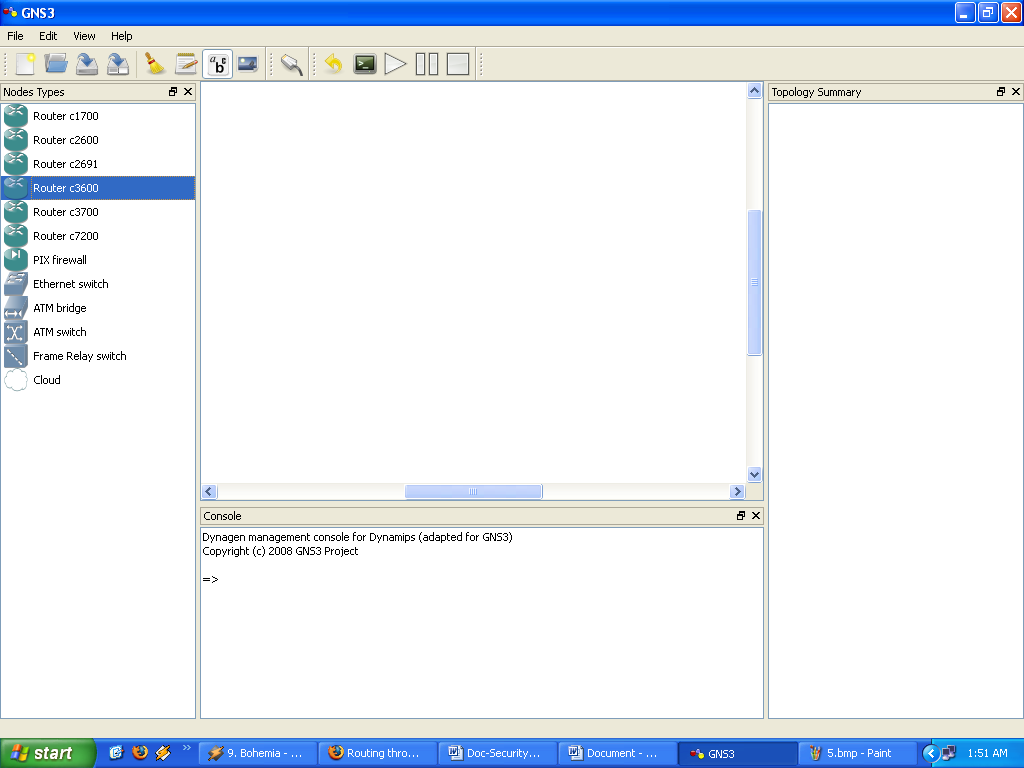 GNS3
File Edit View Help
Nodes Types
Router c1700
Router c2600
Router c2691
Router c3600
Router c3700
Router c7200
PIX firewall
Ethernet switch
ATM bridge
ATM switch
Frame Relay switch
Cloud
Topology Summary
Console
Dynagen management console for Dynamips (adapted for GNS3)
Copyright (c) 2008 GNS3 Project
=>
start
9. Bohemia - ...
Routing thro...
Doc-Security...
Document - ...
GNS3
5.bmp - Paint
1:51 AM